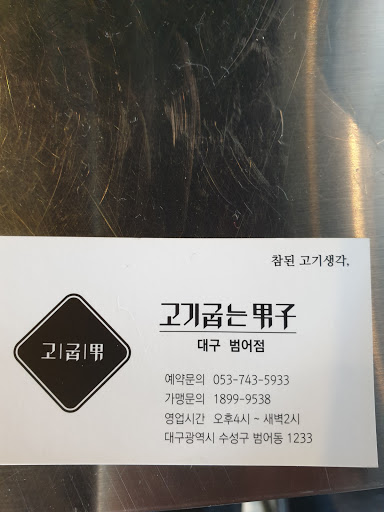 참된 고기생각,
고기굽男
고기굽는男子
대구 범어점
예약문의 053-743-5933
가맹문의 1899-9538
영업시간 오후4시 ~ 새벽2시
대구광역시 수성구 범어동 1233